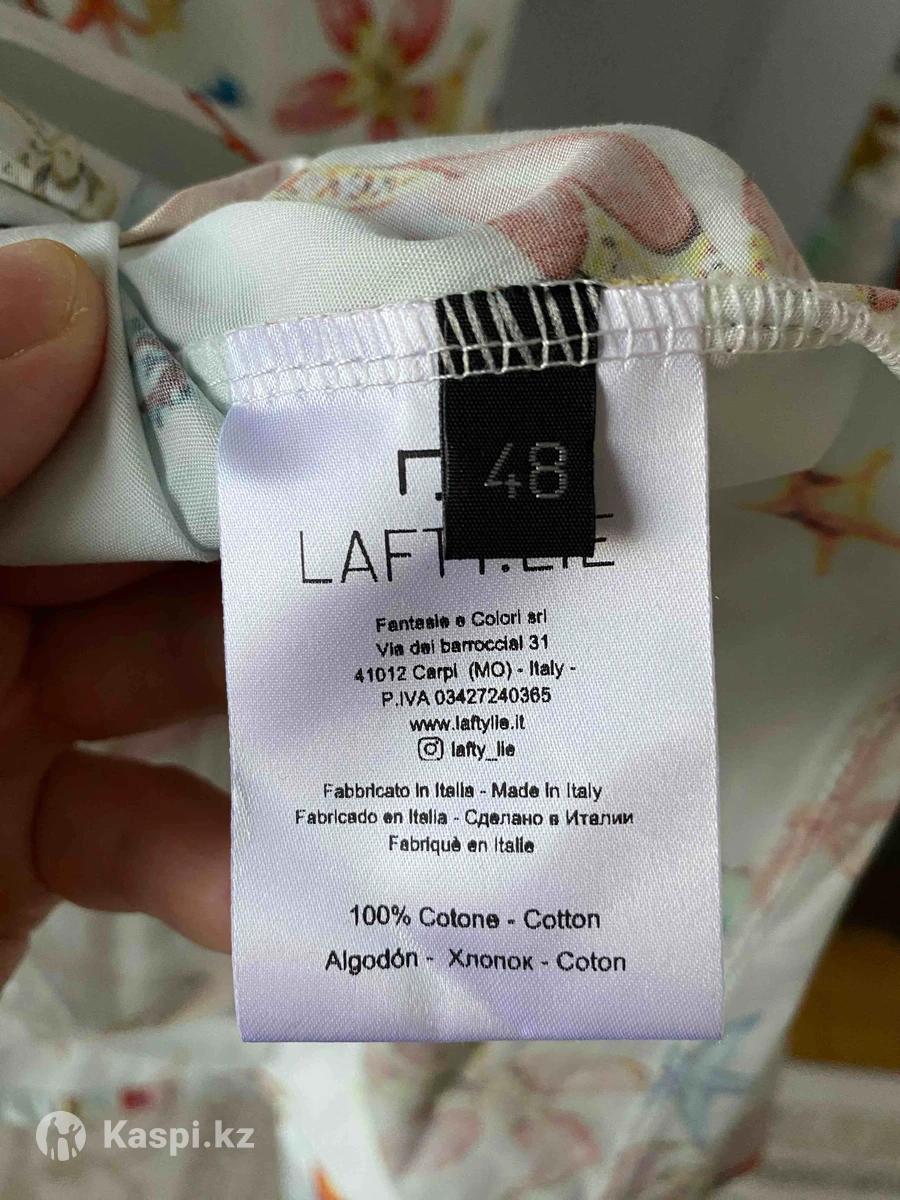 48
Fantasie e Colori srl
Via dei barroccial 31
41012 Carpi (MO) - Italy -
P.IVA 03427240365
www.laftylie.it
lafty_lie
Fabbricato in Italia - Made in Italy
Fabricado en Italia - Сделано в Италии
Fabriquè en Italie
100% Cotone - Cotton
Algodón - Хлопок - Coton
Kaspi.kz